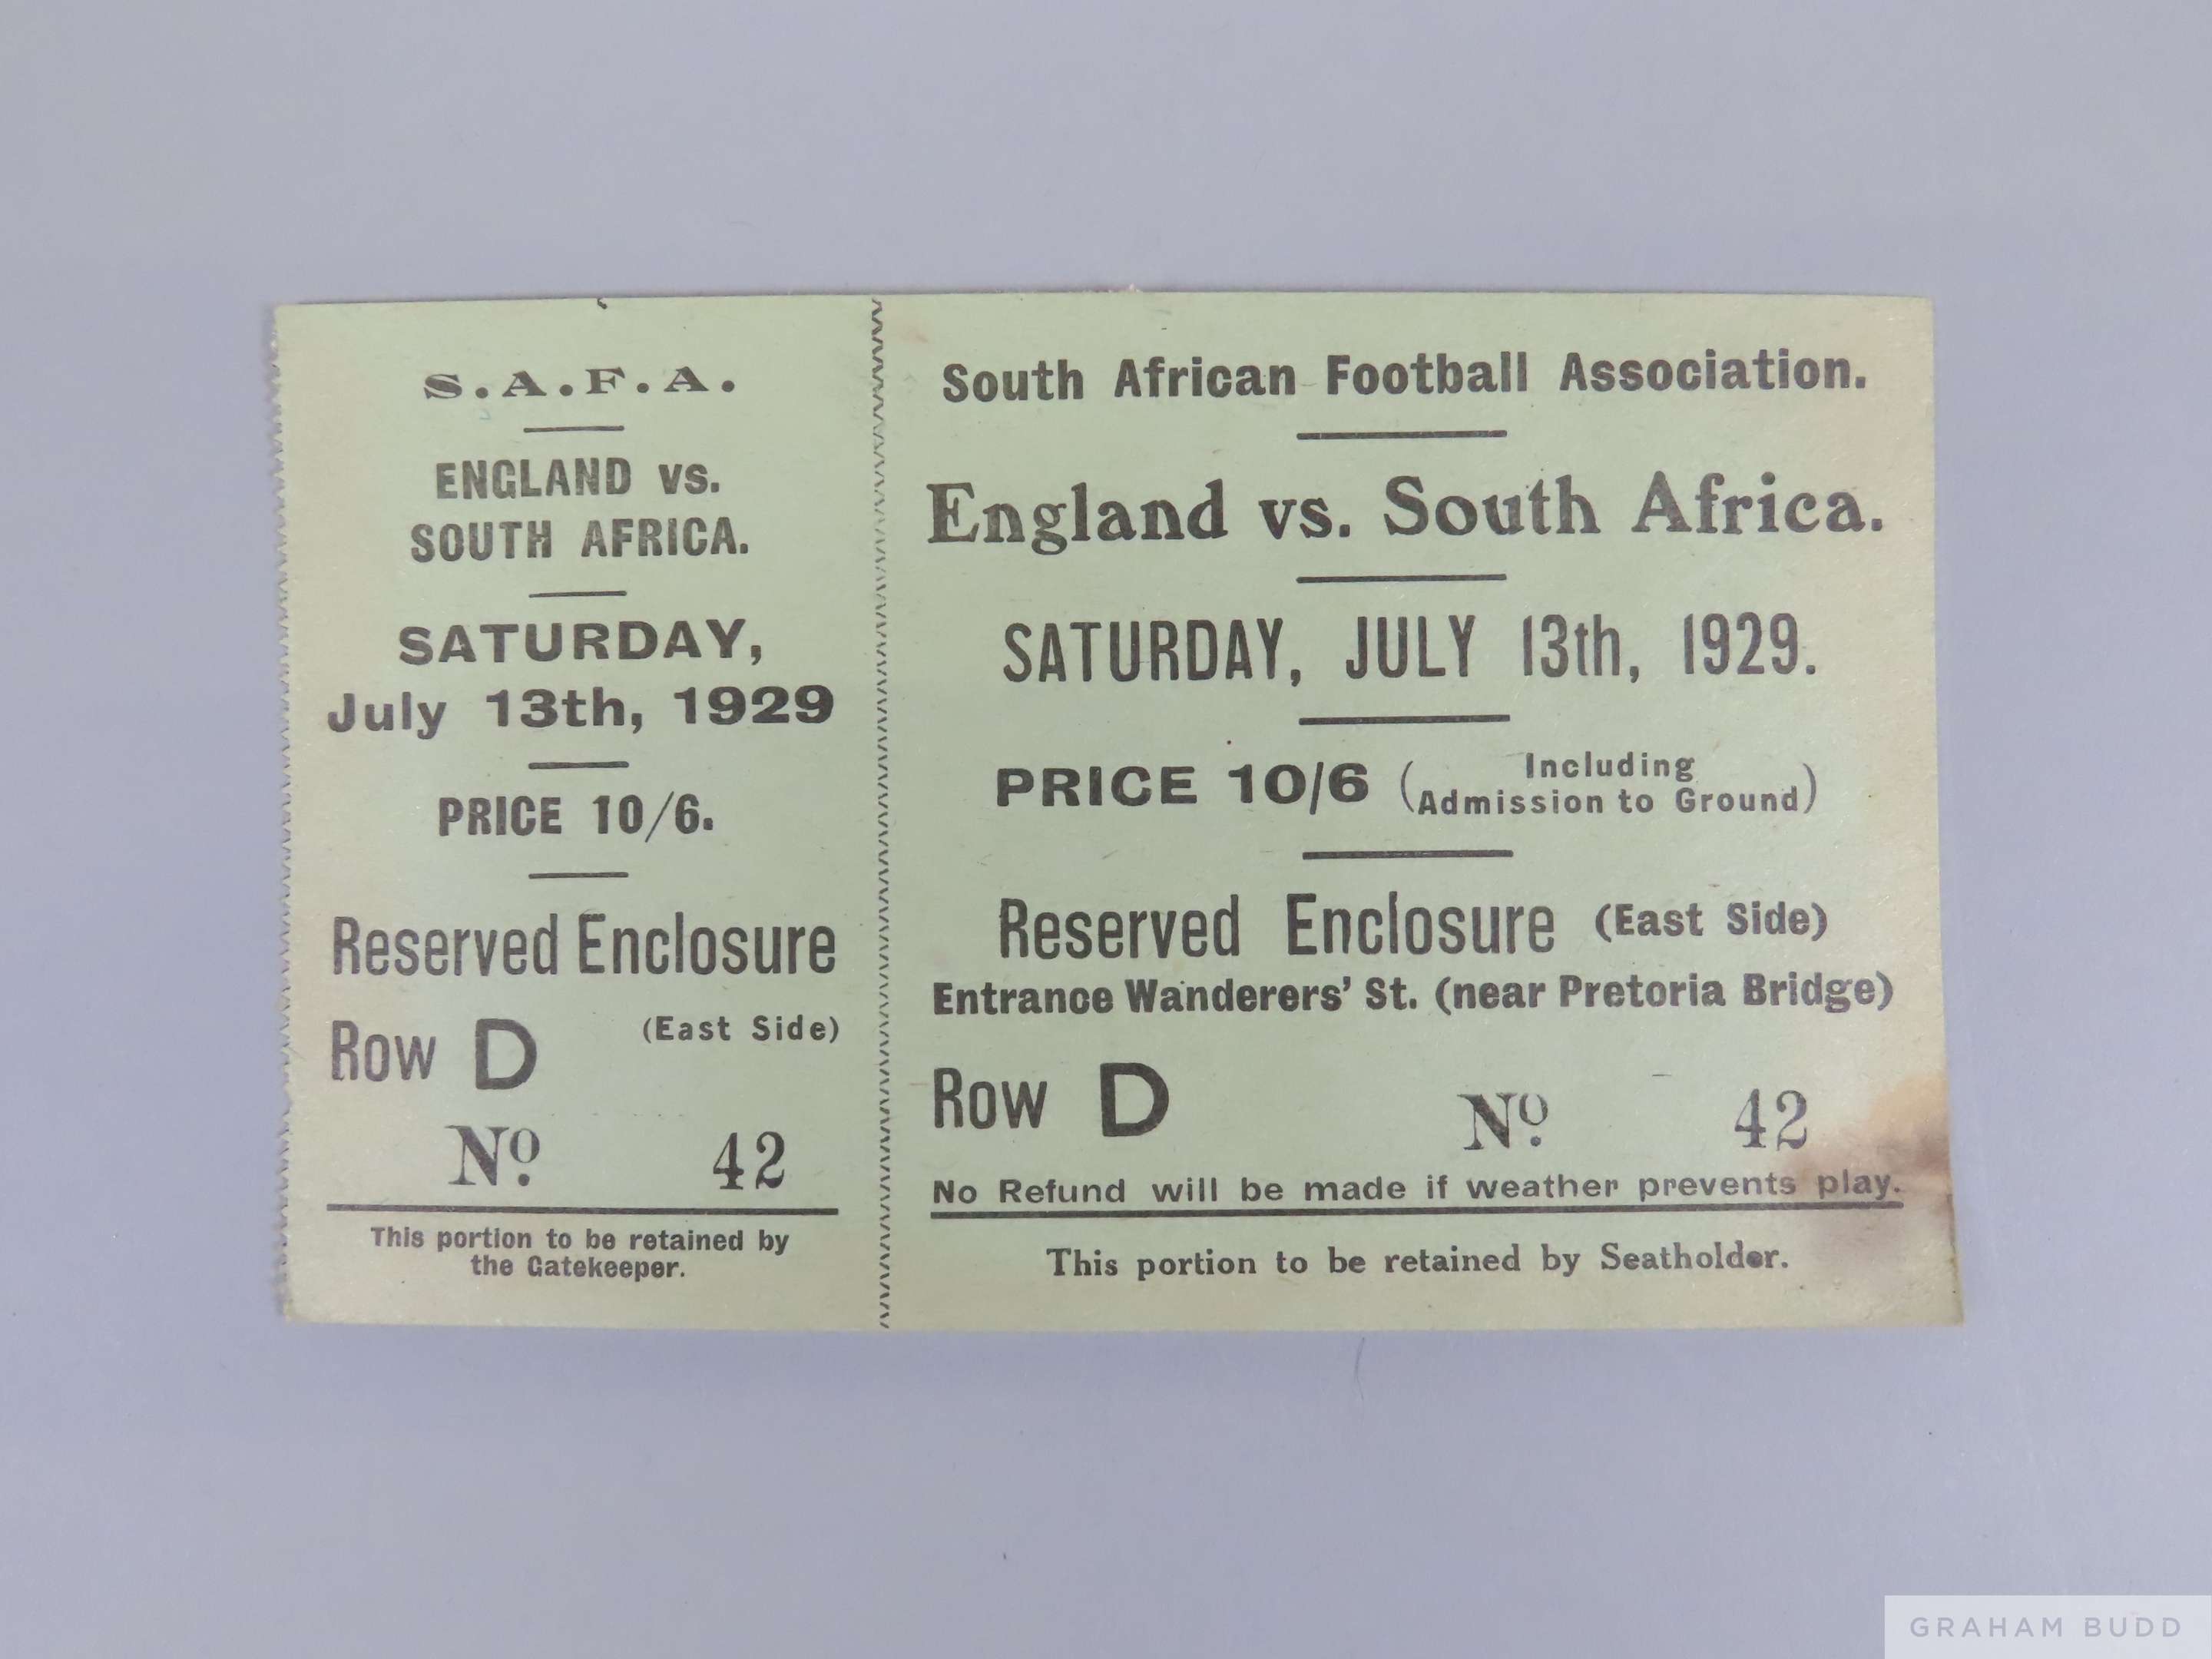 S.A.F.A.
ENGLAND VS.
SOUTH AFRICA.
SATURDAY,
July 13th, 1929
PRICE 10/6.
Reserved Enclosure
Row D (East Side)
Nº 42
This portion to be retained by
the Gatekeeper.
South African Football Association.
England vs. South Africa.
SATURDAY, JULY 13th, 1929.
PRICE 10/6 (Including
Admission to Ground)
Reserved Enclosure (East Side)
Entrance Wanderers' St. (near Pretoria Bridge)
Row D Nº 42
No Refund will be made if weather prevents play.
This portion to be retained by Seatholder.
GRAHAM BUDD